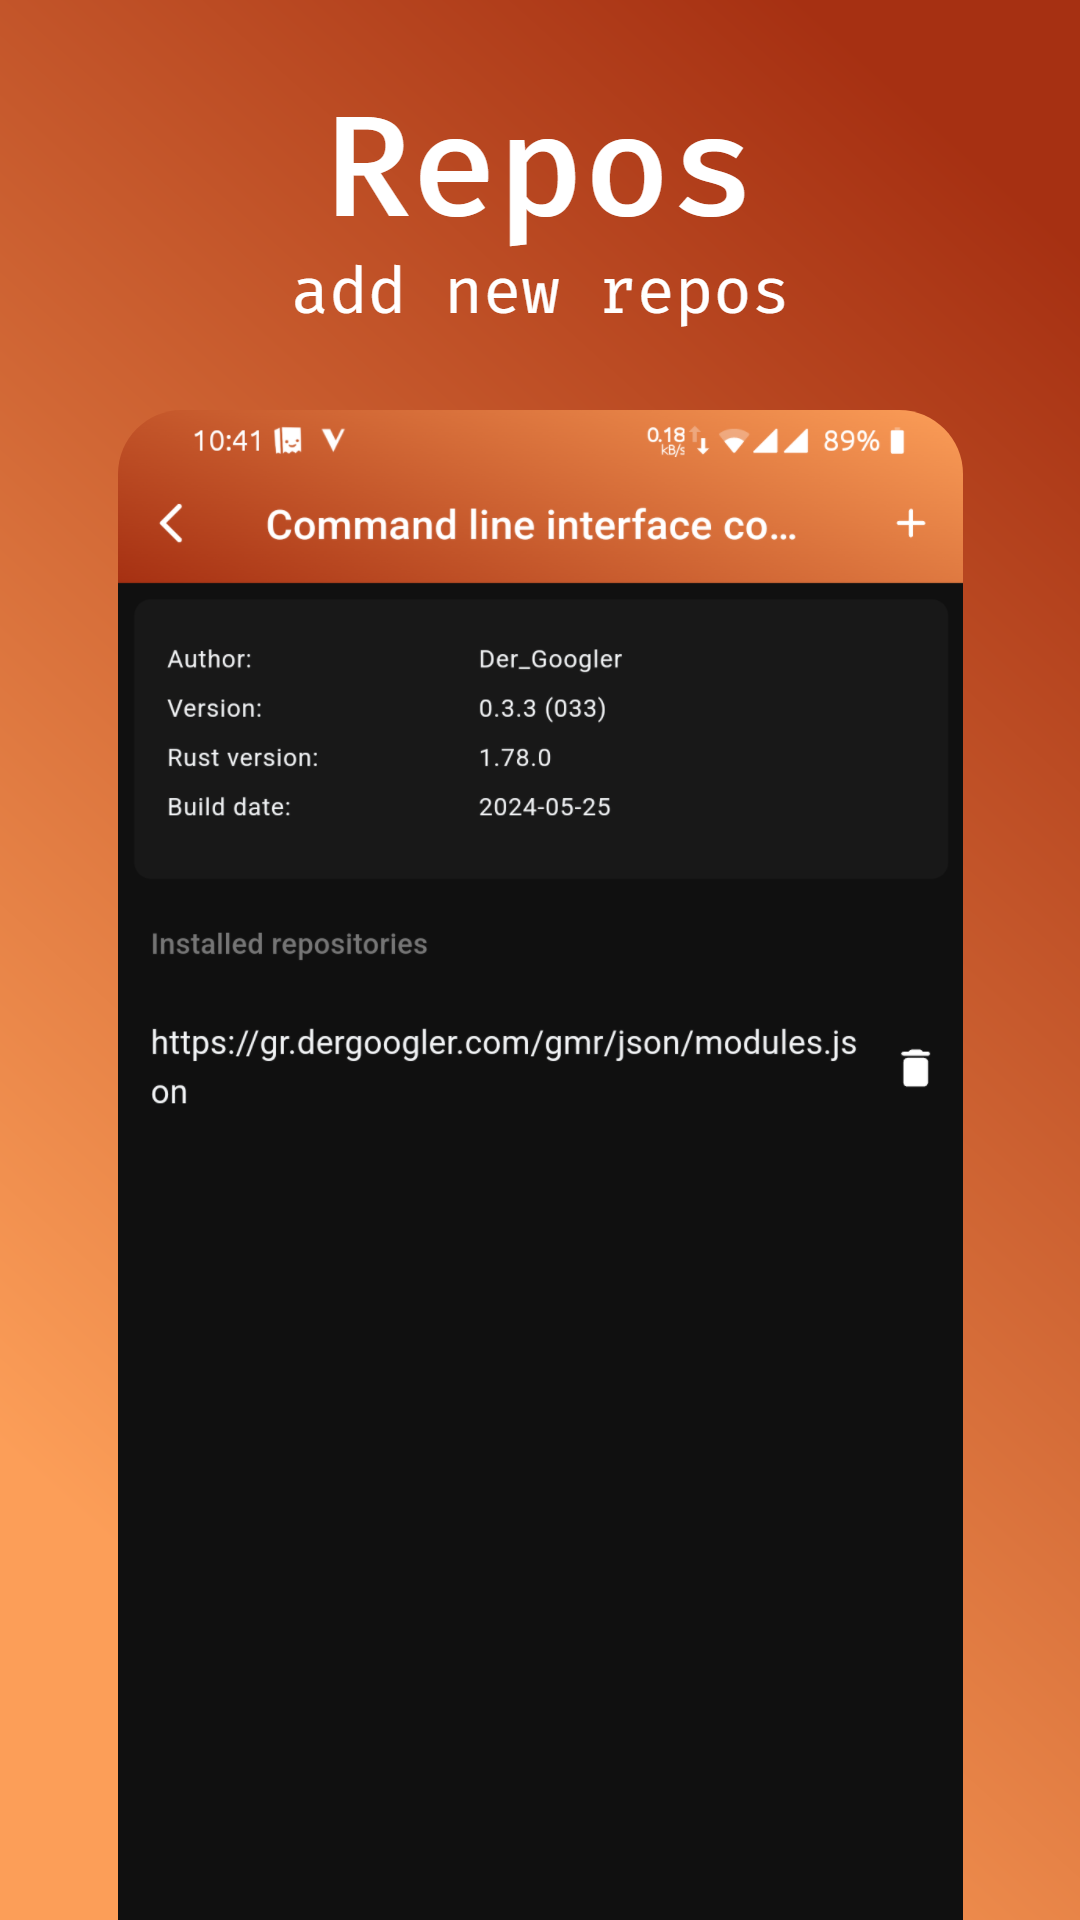 Repos
add new repos
10:41
0.18
kB/s
89%
Command line interface co...
Author: Der_Googler
Version: 0.3.3 (033)
Rust version: 1.78.0
Build date: 2024-05-25
Installed repositories
https://gr.dergoogler.com/gmr/json/modules.js
on